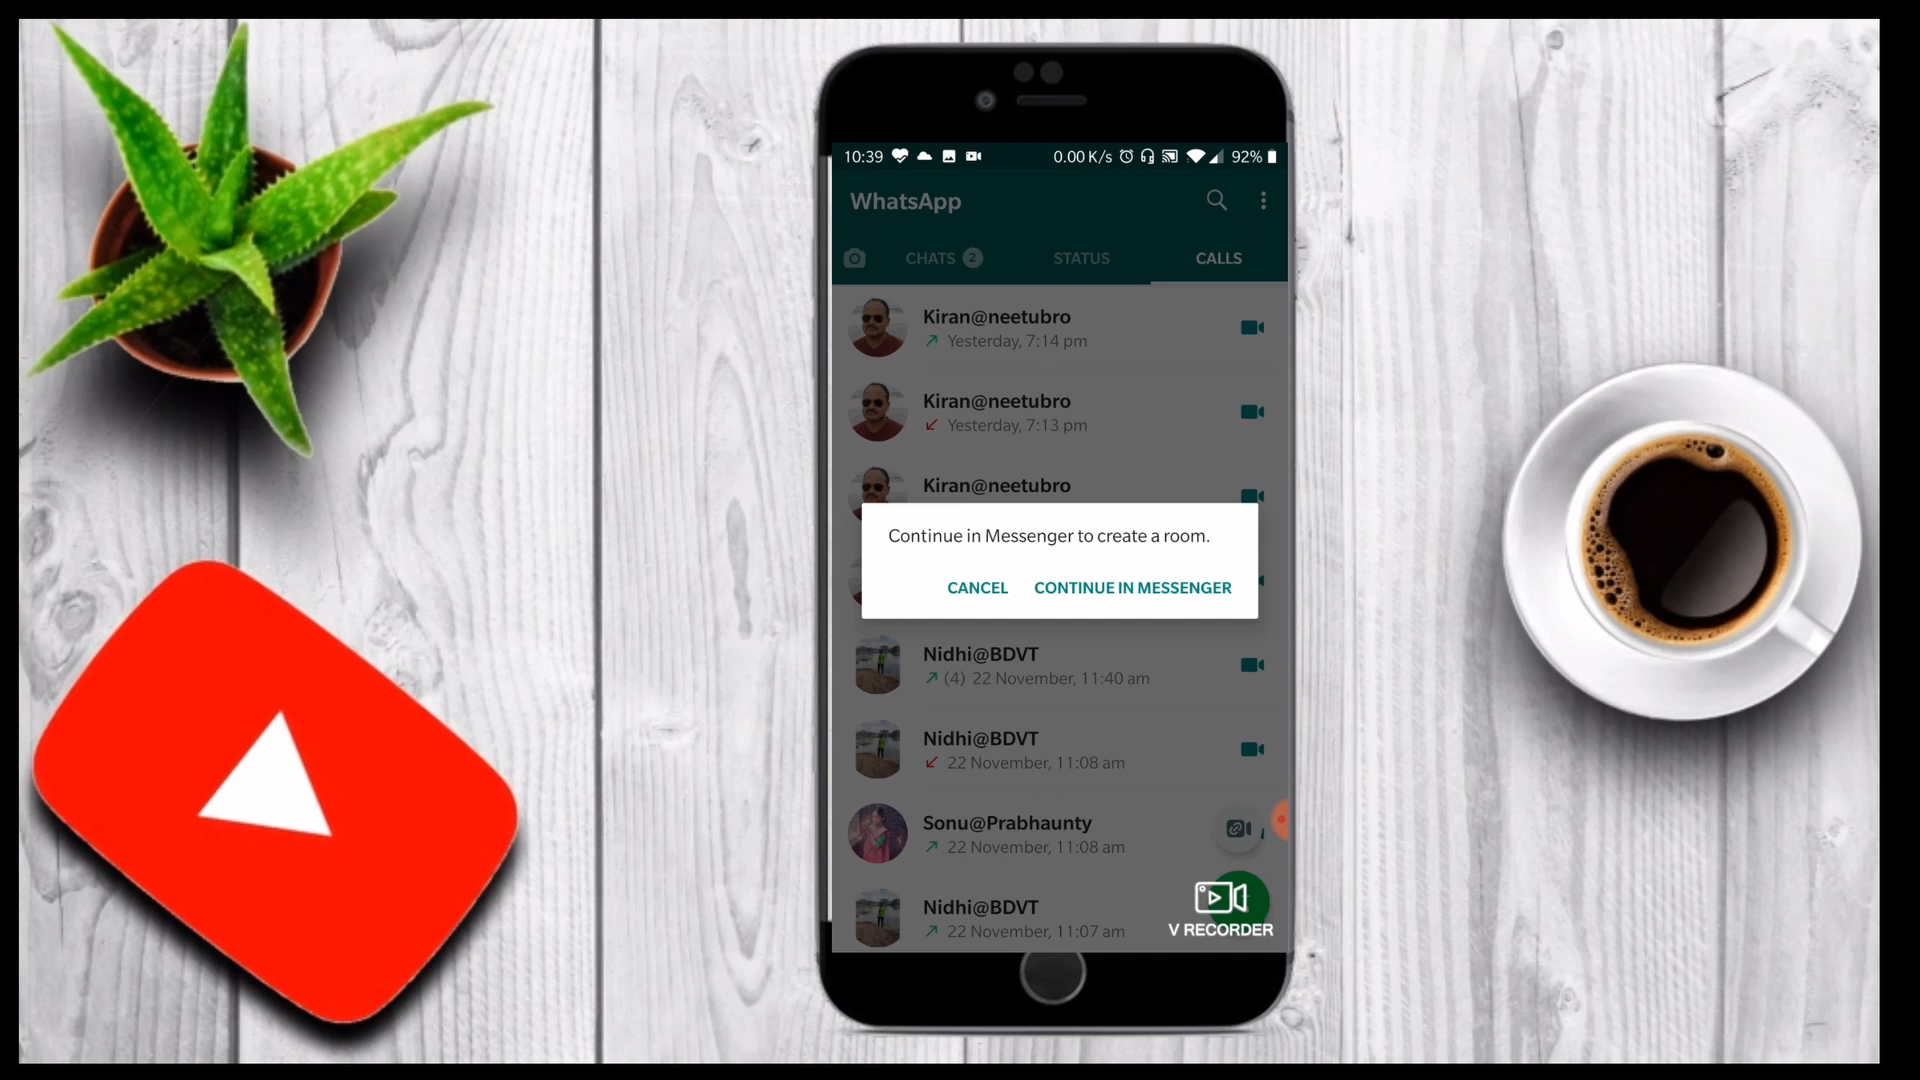 10:39 0.00 K/s 92%
WhatsApp
CHATS 2 STATUS CALLS
Kiran@neetubro
Yesterday, 7:14 pm
Kiran@neetubro
Yesterday, 7:13 pm
Kiran@neetubro
Continue in Messenger to create a room.
CANCEL CONTINUE IN MESSENGER
Nidhi@BDVT
(4) 22 November, 11:40 am
Nidhi@BDVT
22 November, 11:08 am
Sonu@Prabhaunty
22 November, 11:08 am
Nidhi@BDVT
22 November, 11:07 am
V RECORDER